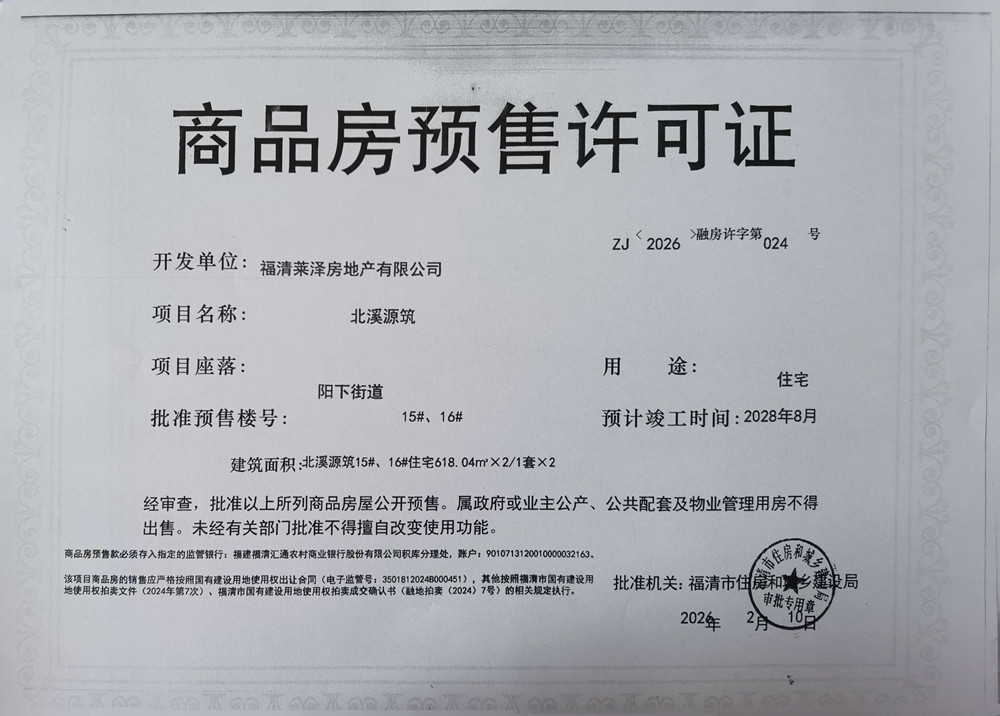 商品房预售许可证
ZJ<2026>融房许字第024号
开发单位：福清莱泽房地产有限公司
项目名称：北溪源筑
项目座落：阳下街道
用途：住宅
批准预售楼号：15#、16#
预计竣工时间：2028年8月
建筑面积：北溪源筑15#、16#住宅618.04㎡×2/1套×2
经审查，批准以上所列商品房屋公开预售。属政府或业主公产、公共配套及物业管理用房不得
出售。未经有关部门批准不得擅自改变使用功能。
商品房预售款必须存入指定的监管银行：福建福清汇通农村商业银行股份有限公司积库分理处，账户：9010713120010000032163。
该项目商品房的销售应严格按照国有建设用地使用权出让合同（电子监管号：3501812024B000451），其他按照福清市国有建设用
地使用权拍卖文件（2024年第7次）、福清市国有建设用地使用权拍卖成交确认书（融地拍卖（2024）7号）的相关规定执行。
批准机关：福清市住房和城乡建设局
2026年2月10日
清市住房和城乡建设局
审批专用章